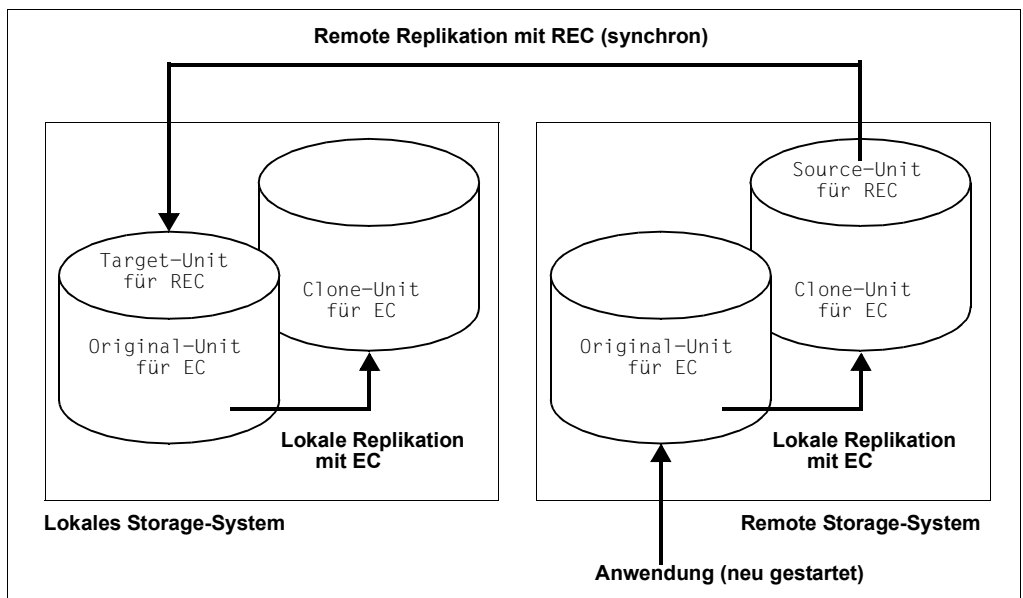 Remote Replikation mit REC (synchron)
Source-Unit
für REC
Target-Unit
für REC
Clone-Unit
für EC
Clone-Unit
für EC
Original-Unit
für EC
Original-Unit
für EC
Lokale Replikation
mit EC
Lokale Replikation
mit EC
Lokales Storage-System
Remote Storage-System
Anwendung (neu gestartet)